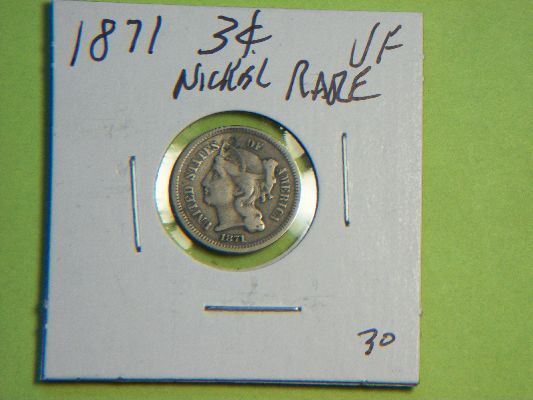 1871 3¢ VF
NICKEL RARE
UNITED STATES OF AMERICA
1871
30